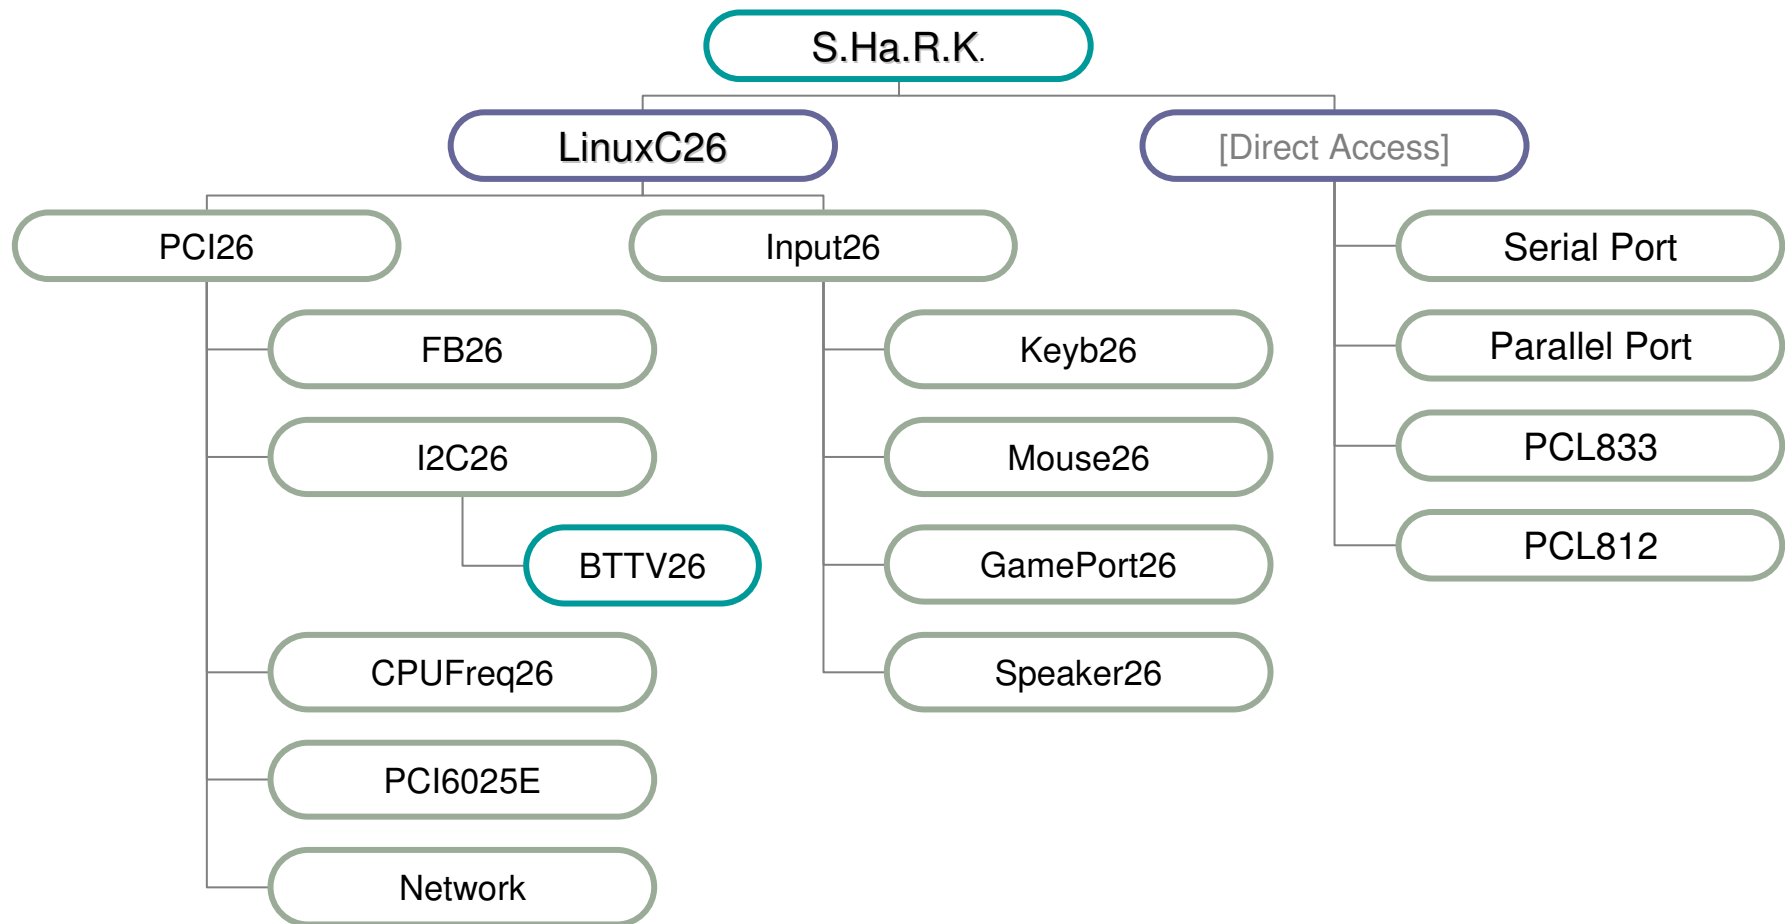 S.Ha.R.K.
LinuxC26
[Direct Access]
PCI26
Input26
Serial Port
FB26
Keyb26
Parallel Port
I2C26
Mouse26
PCL833
BTTV26
GamePort26
PCL812
CPUFreq26
Speaker26
PCI6025E
Network